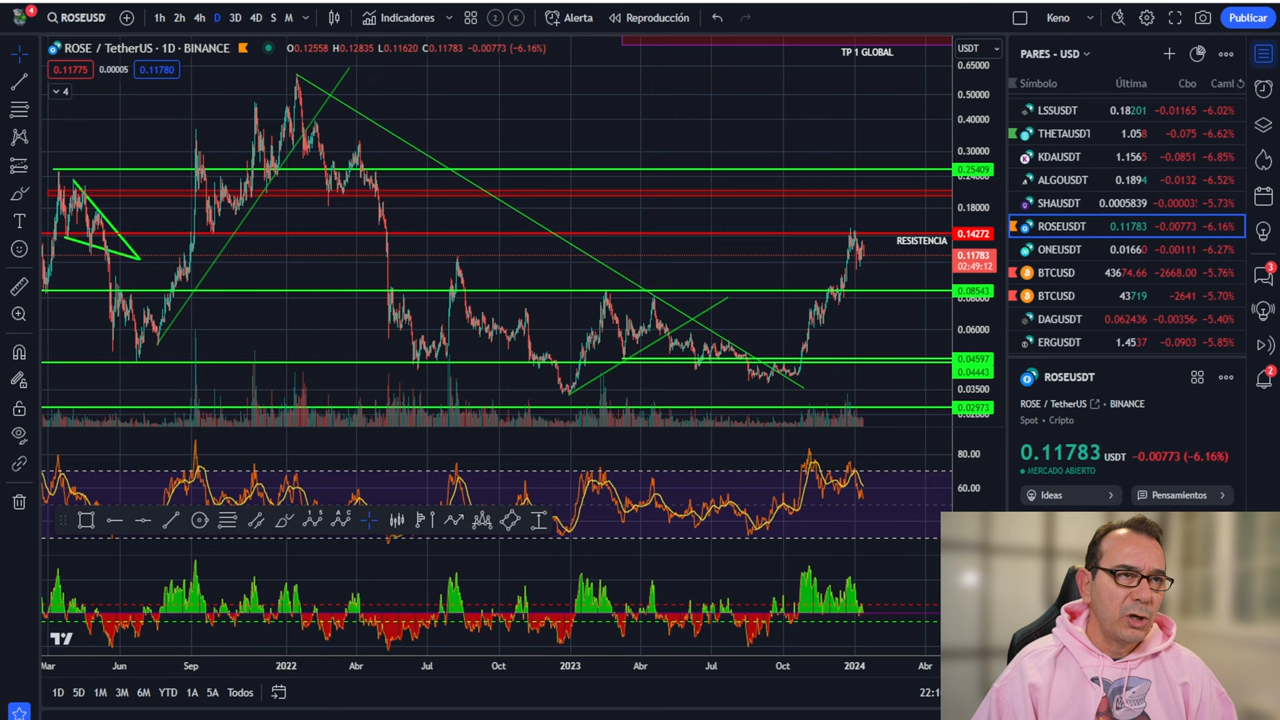 4
ROSEUSD
1h 2h 4h D 3D 4D S M
Indicadores
2 K
Alerta
Reproducción
Keno
Publicar
ROSE / TetherUS · 1D · BINANCE
O0.12558 H0.12835 L0.11620 C0.11783 −0.00773 (−6.16%)
0.11775 0.00005 0.11780
4
TP 1 GLOBAL
RESISTENCIA
USDT
0.65000
0.50000
0.40000
0.30000
0.25409
0.18000
0.14272
0.11783
02:49:12
0.08543
0.06000
0.04597
0.04443
0.03500
0.02973
80.00
60.00
Mar Jun Sep 2022 Abr Jul Oct 2023 Abr Jul Oct 2024 Abr
1D 5D 1M 3M 6M YTD 1A 5A Todos
PARES - USD
Símbolo Última Cbo Caml
LSSUSDT 0.18201 −0.01165 −6.02%
THETAUSDT 1.058 −0.075 −6.62%
KDAUSDT 1.1565 −0.0851 −6.85%
ALGOUSDT 0.1894 −0.0132 −6.52%
SHAUSDT 0.0005839 −0.00003 −5.73%
ROSEUSDT 0.11783 −0.00773 −6.16%
ONEUSDT 0.01660 −0.00111 −6.27%
BTCUSD 43674.66 −2668.00 −5.76%
BTCUSD 43719 −2641 −5.70%
DAGUSDT 0.062436 −0.00356 −5.40%
ERGUSDT 1.4537 −0.0903 −5.85%
ROSEUSDT
ROSE / TetherUS · BINANCE
Spot · Cripto
0.11783 USDT −0.00773 (−6.16%)
MERCADO ABIERTO
Ideas
Pensamientos
3
2